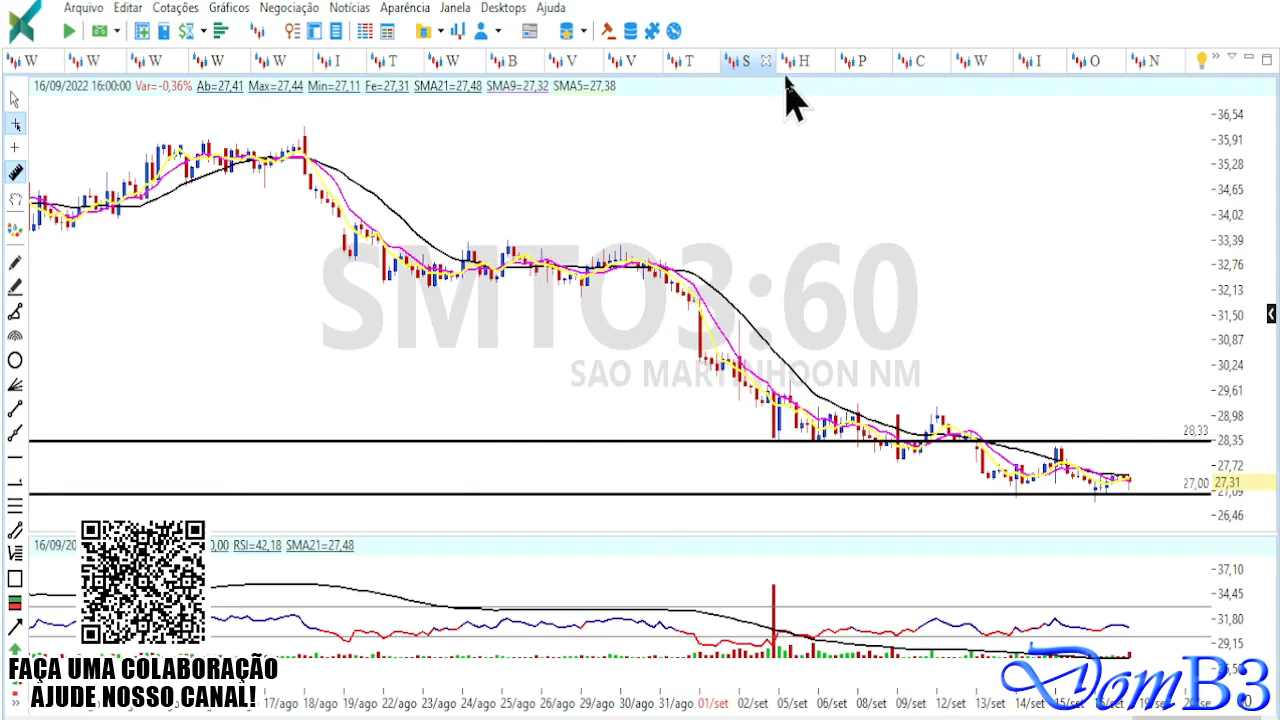 Arquivo Editar Cotações Gráficos Negociação Notícias Aparência Janela Desktops Ajuda
W W W W W I T W B V V T S H P C W I O N
16/09/2022 16:00:00 Var=-0,36% Ab=27,41 Max=27,44 Min=27,11 Fe=27,31 SMA21=27,48 SMA9=27,32 SMA5=27,38
36,54
35,91
35,28
34,65
34,02
33,39
32,76
32,13
31,50
30,87
30,24
29,61
28,98
28,35
27,72
27,31
27,09
26,46
SMTO3:60
SAO MARTINHOON NM
28,33
27,00
RSI=42,18 SMA21=27,48
37,10
34,45
31,80
29,15
FAÇA UMA COLABORAÇÃO
AJUDE NOSSO CANAL!
17/ago 18/ago 19/ago 22/ago 23/ago 24/ago 25/ago 26/ago 29/ago 30/ago 31/ago 01/set 02/set 05/set 06/set 08/set 09/set 12/set 13/set 14/set 15/set
DomB3